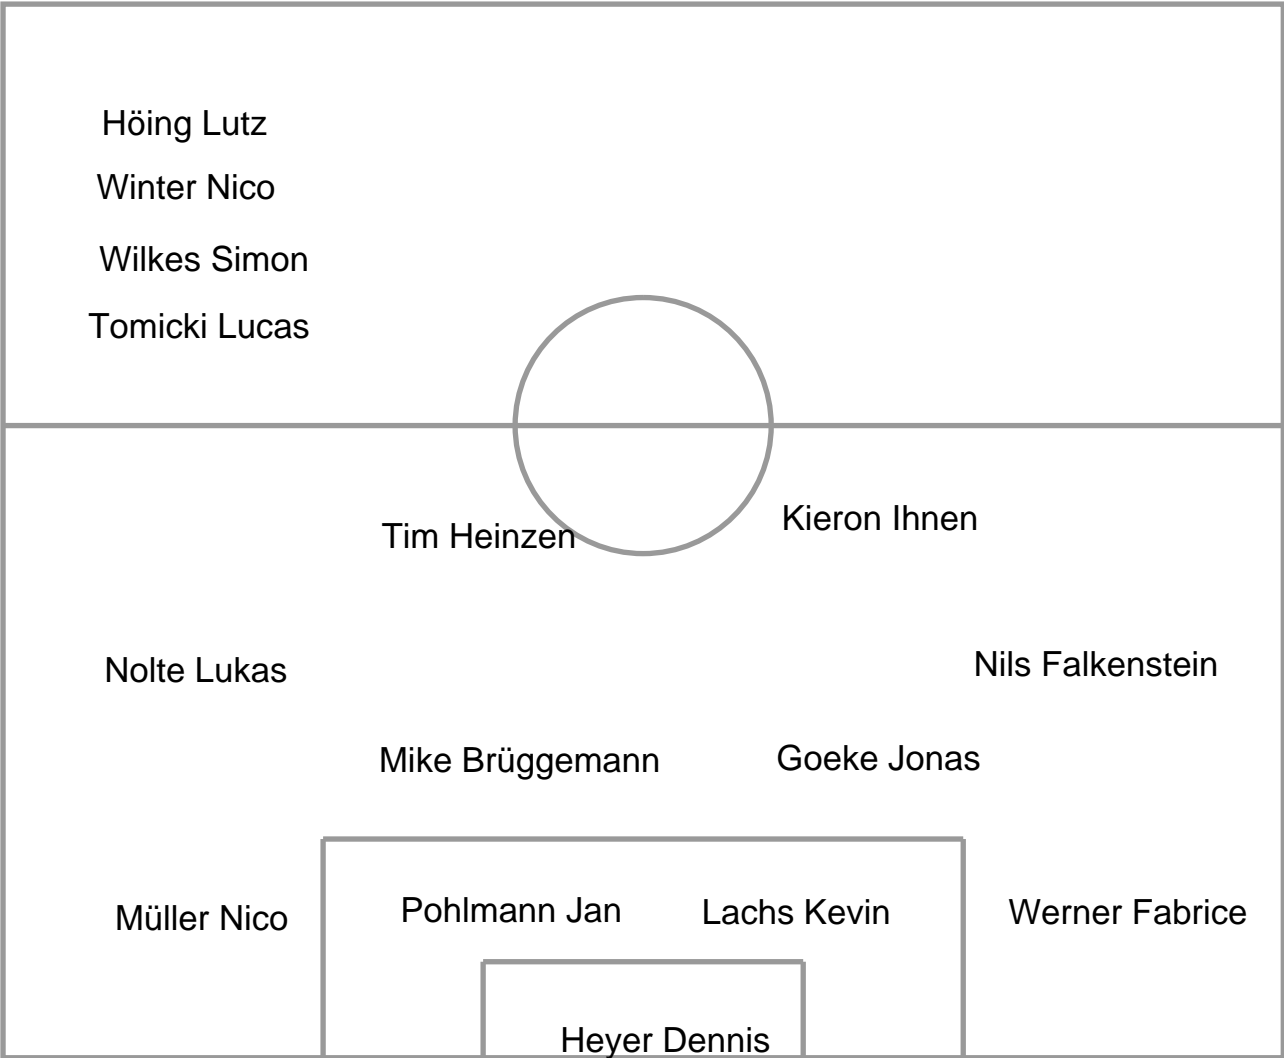 Höing Lutz
Winter Nico
Wilkes Simon
Tomicki Lucas
Tim Heinzen
Kieron Ihnen
Nolte Lukas
Nils Falkenstein
Mike Brüggemann
Goeke Jonas
Müller Nico
Pohlmann Jan
Lachs Kevin
Werner Fabrice
Heyer Dennis